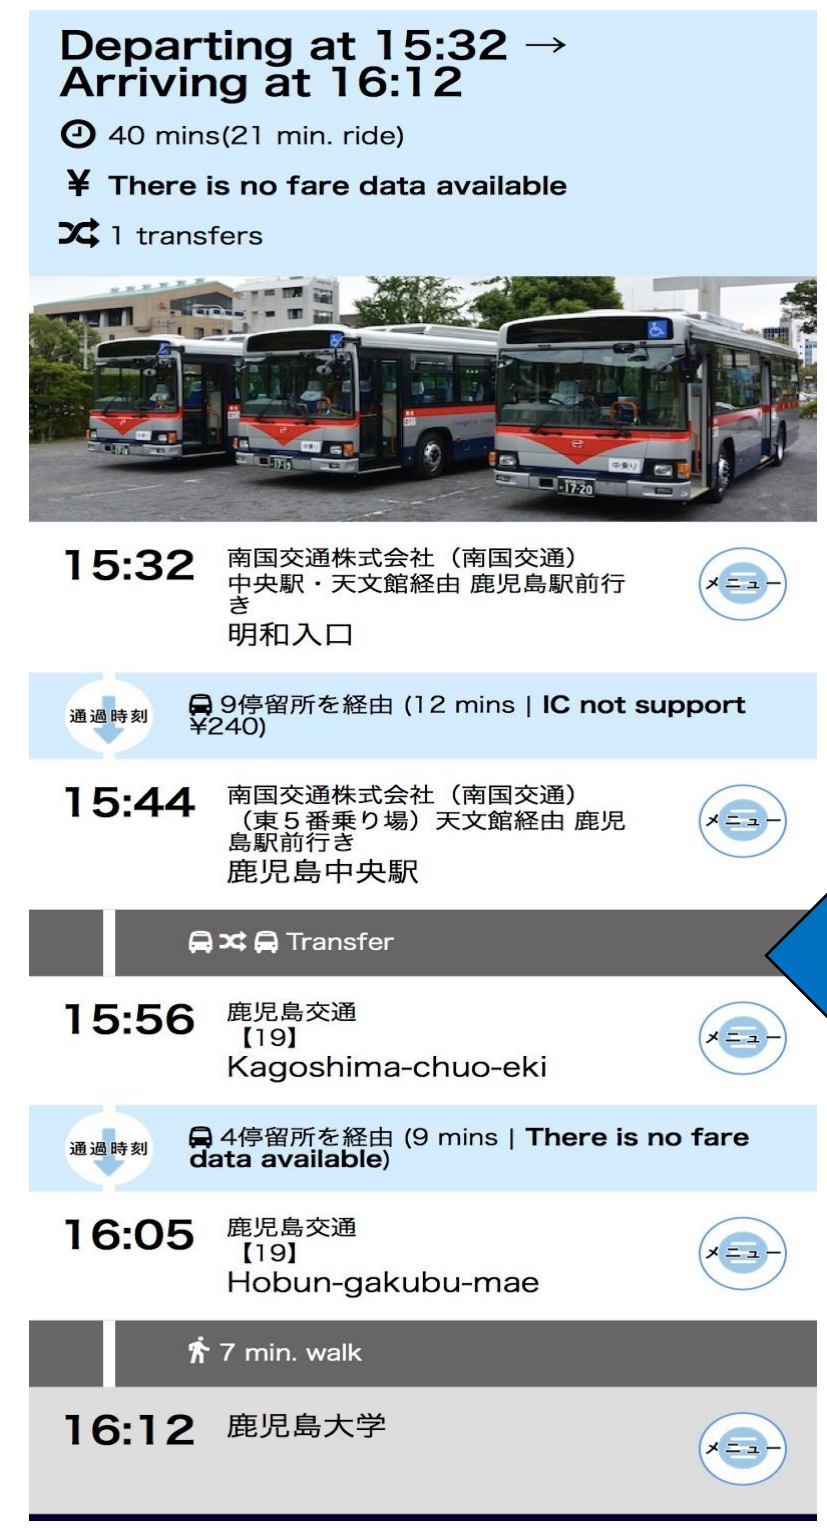 Departing at 15:32 →
Arriving at 16:12
40 mins(21 min. ride)
¥ There is no fare data available
1 transfers
中乗り
17-20
15:32
南国交通株式会社（南国交通）
中央駅・天文館経由 鹿児島駅前行
き
明和入口
メニュー
通過時刻
9停留所を経由 (12 mins | IC not support
¥240)
15:44
南国交通株式会社（南国交通）
（東５番乗り場）天文館経由 鹿児
島駅前行き
鹿児島中央駅
メニュー
Transfer
15:56
鹿児島交通
【19】
Kagoshima-chuo-eki
メニュー
通過時刻
4停留所を経由 (9 mins | There is no fare
data available)
16:05
鹿児島交通
【19】
Hobun-gakubu-mae
メニュー
7 min. walk
16:12
鹿児島大学
メニュー